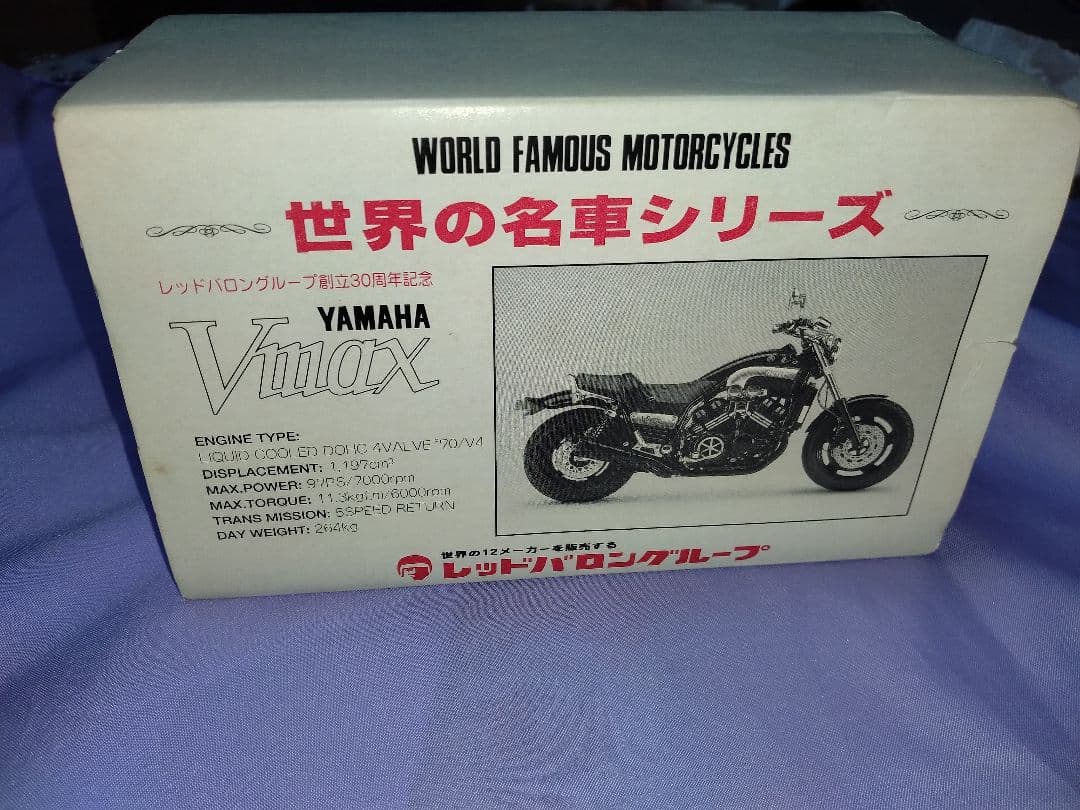 WORLD FAMOUS MOTORCYCLES
世界の名車シリーズ
レッドバロングループ創立30周年記念
YAMAHA
Vmax
ENGINE TYPE:
LIQUID COOLED DOHC 4VALVE °70/V4
DISPLACEMENT: 1,197cm³
MAX.POWER: 97PS/7000rpm
MAX.TORQUE: 11.3kgf.m/6000rpm
TRANS MISSION: 5SPEED RETURN
DAY WEIGHT: 264kg
世界の12メーカーを販売する
レッドバロングループ